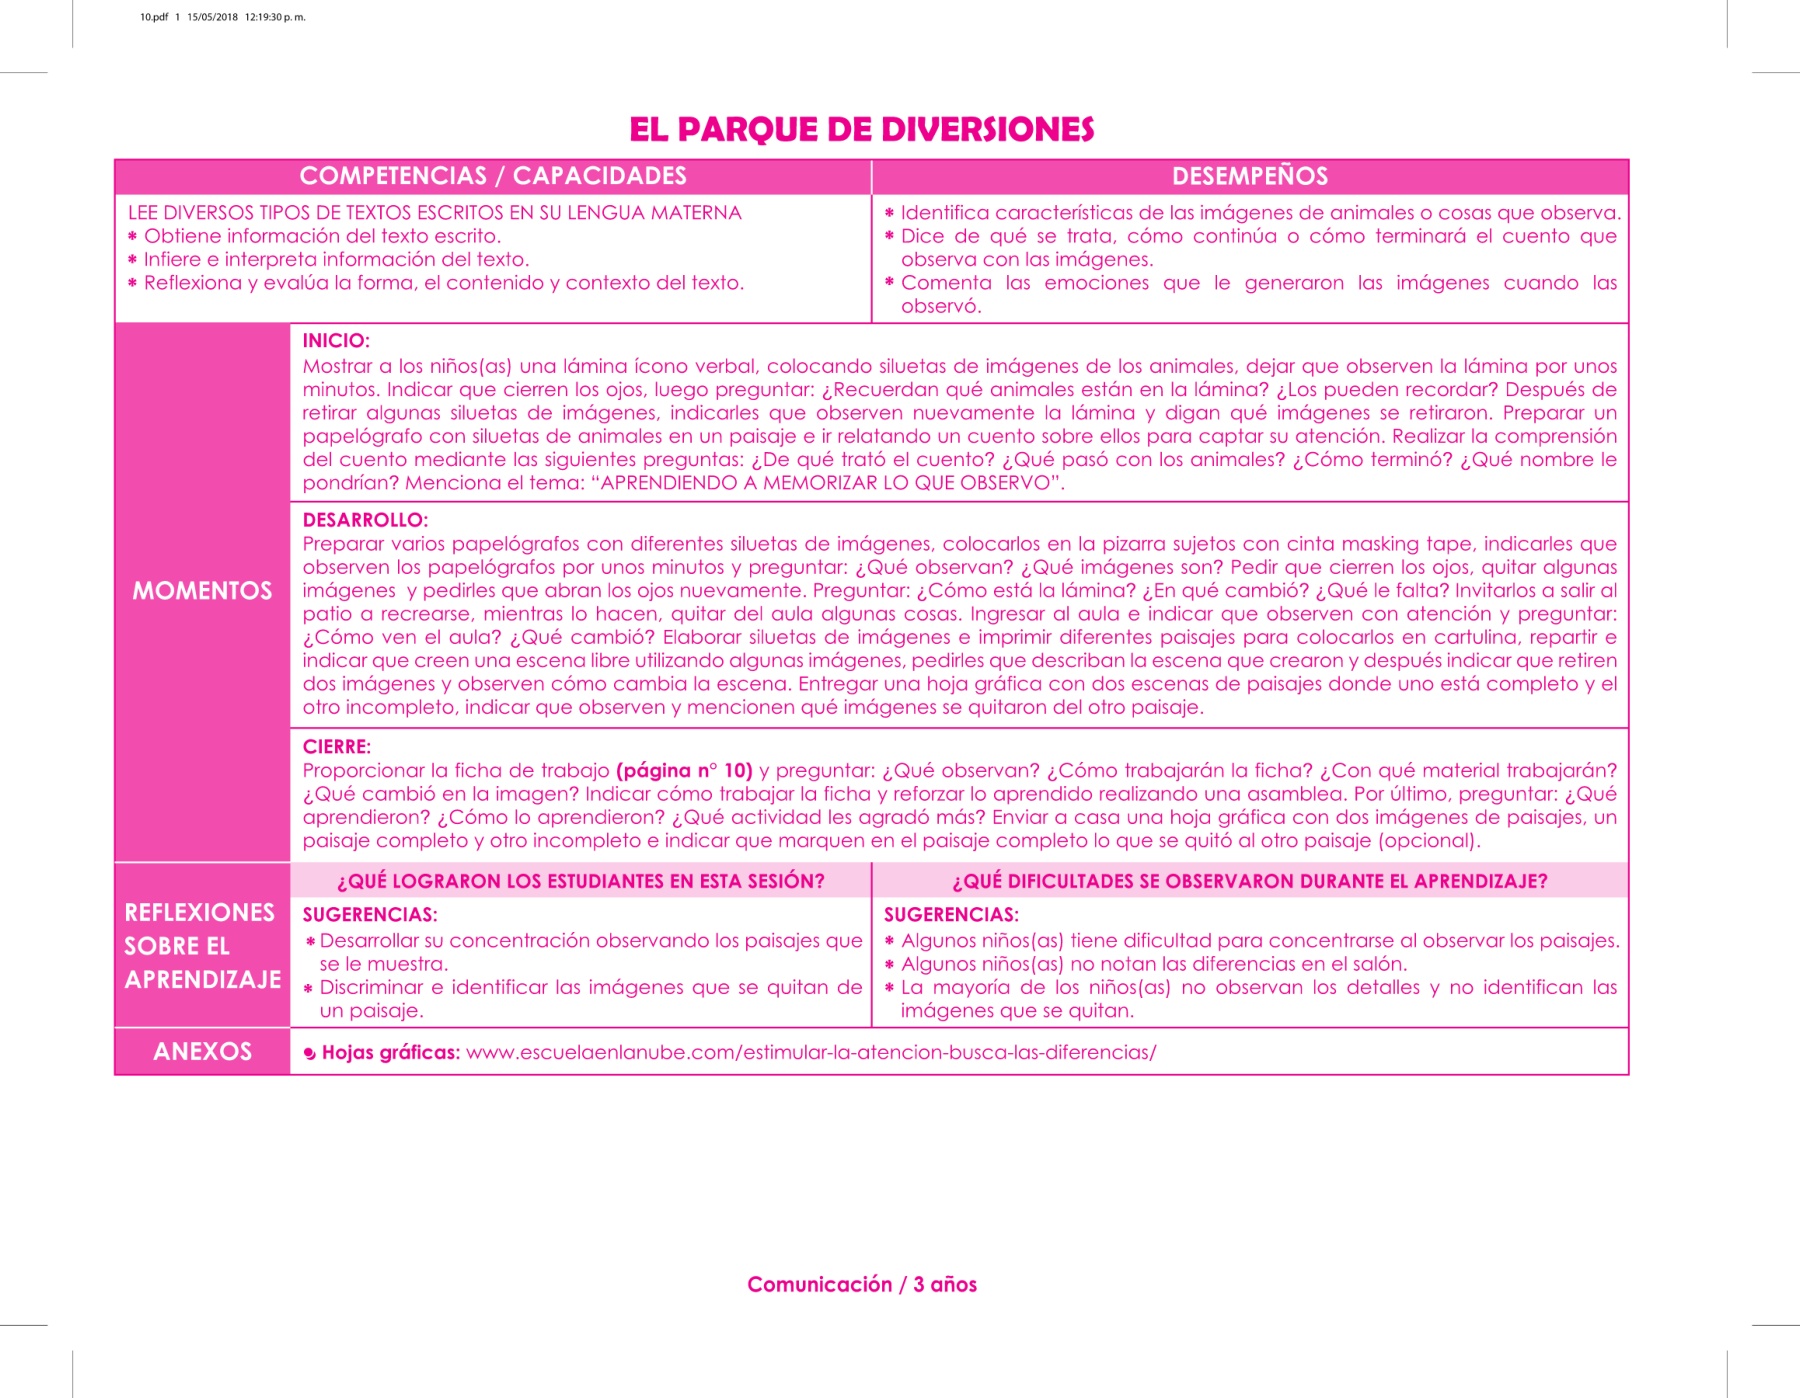 10.pdf 1 15/05/2018 12:19:30 p. m.
EL PARQUE DE DIVERSIONES
COMPETENCIAS / CAPACIDADES
DESEMPEÑOS
LEE DIVERSOS TIPOS DE TEXTOS ESCRITOS EN SU LENGUA MATERNA
* Obtiene información del texto escrito.
* Infiere e interpreta información del texto.
* Reflexiona y evalúa la forma, el contenido y contexto del texto.
* Identifica características de las imágenes de animales o cosas que observa.
* Dice de qué se trata, cómo continúa o cómo terminará el cuento que
observa con las imágenes.
* Comenta las emociones que le generaron las imágenes cuando las
observó.
MOMENTOS
INICIO:
Mostrar a los niños(as) una lámina ícono verbal, colocando siluetas de imágenes de los animales, dejar que observen la lámina por unos
minutos. Indicar que cierren los ojos, luego preguntar: ¿Recuerdan qué animales están en la lámina? ¿Los pueden recordar? Después de
retirar algunas siluetas de imágenes, indicarles que observen nuevamente la lámina y digan qué imágenes se retiraron. Preparar un
papelógrafo con siluetas de animales en un paisaje e ir relatando un cuento sobre ellos para captar su atención. Realizar la comprensión
del cuento mediante las siguientes preguntas: ¿De qué trató el cuento? ¿Qué pasó con los animales? ¿Cómo terminó? ¿Qué nombre le
pondrían? Menciona el tema: “APRENDIENDO A MEMORIZAR LO QUE OBSERVO”.
DESARROLLO:
Preparar varios papelógrafos con diferentes siluetas de imágenes, colocarlos en la pizarra sujetos con cinta masking tape, indicarles que
observen los papelógrafos por unos minutos y preguntar: ¿Qué observan? ¿Qué imágenes son? Pedir que cierren los ojos, quitar algunas
imágenes y pedirles que abran los ojos nuevamente. Preguntar: ¿Cómo está la lámina? ¿En qué cambió? ¿Qué le falta? Invitarlos a salir al
patio a recrearse, mientras lo hacen, quitar del aula algunas cosas. Ingresar al aula e indicar que observen con atención y preguntar:
¿Cómo ven el aula? ¿Qué cambió? Elaborar siluetas de imágenes e imprimir diferentes paisajes para colocarlos en cartulina, repartir e
indicar que creen una escena libre utilizando algunas imágenes, pedirles que describan la escena que crearon y después indicar que retiren
dos imágenes y observen cómo cambia la escena. Entregar una hoja gráfica con dos escenas de paisajes donde uno está completo y el
otro incompleto, indicar que observen y mencionen qué imágenes se quitaron del otro paisaje.
CIERRE:
Proporcionar la ficha de trabajo (página n° 10) y preguntar: ¿Qué observan? ¿Cómo trabajarán la ficha? ¿Con qué material trabajarán?
¿Qué cambió en la imagen? Indicar cómo trabajar la ficha y reforzar lo aprendido realizando una asamblea. Por último, preguntar: ¿Qué
aprendieron? ¿Cómo lo aprendieron? ¿Qué actividad les agradó más? Enviar a casa una hoja gráfica con dos imágenes de paisajes, un
paisaje completo y otro incompleto e indicar que marquen en el paisaje completo lo que se quitó al otro paisaje (opcional).
REFLEXIONES
SOBRE EL
APRENDIZAJE
¿QUÉ LOGRARON LOS ESTUDIANTES EN ESTA SESIÓN?
SUGERENCIAS:
* Desarrollar su concentración observando los paisajes que
se le muestra.
* Discriminar e identificar las imágenes que se quitan de
un paisaje.
¿QUÉ DIFICULTADES SE OBSERVARON DURANTE EL APRENDIZAJE?
SUGERENCIAS:
* Algunos niños(as) tiene dificultad para concentrarse al observar los paisajes.
* Algunos niños(as) no notan las diferencias en el salón.
* La mayoría de los niños(as) no observan los detalles y no identifican las
imágenes que se quitan.
ANEXOS
Hojas gráficas: www.escuelaenlanube.com/estimular-la-atencion-busca-las-diferencias/
Comunicación / 3 años